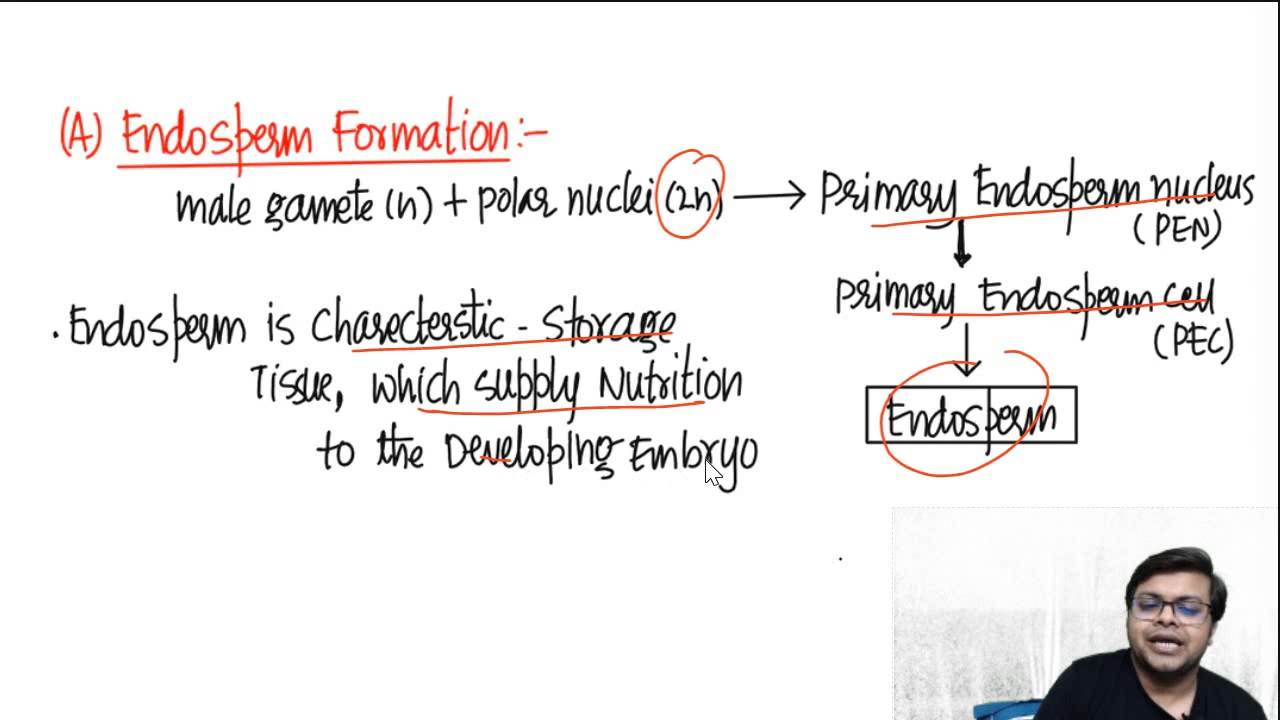 (A) Endosperm Formation:-
male gamete (n) + polar nuclei (2n) → Primary Endosperm nucleus
(PEN)
Primary Endosperm cell
(PEC)
Endosperm
. Endosperm is Charecterstic - Storage
Tissue, which supply Nutrition
to the Developing Embryo